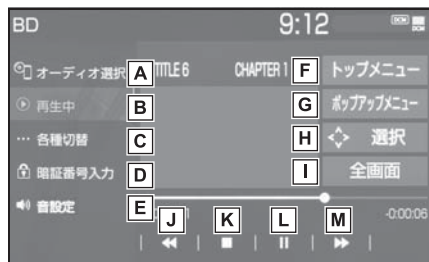 BD 9:12
オーディオ選択 A TITLE 6 CHAPTER 1 F トップメニュー
再生中 B G ポップアップメニュー
… 各種切替 C H 選択
暗証番号入力 D I 全画面
音設定 E
-0:00:06
J K L M